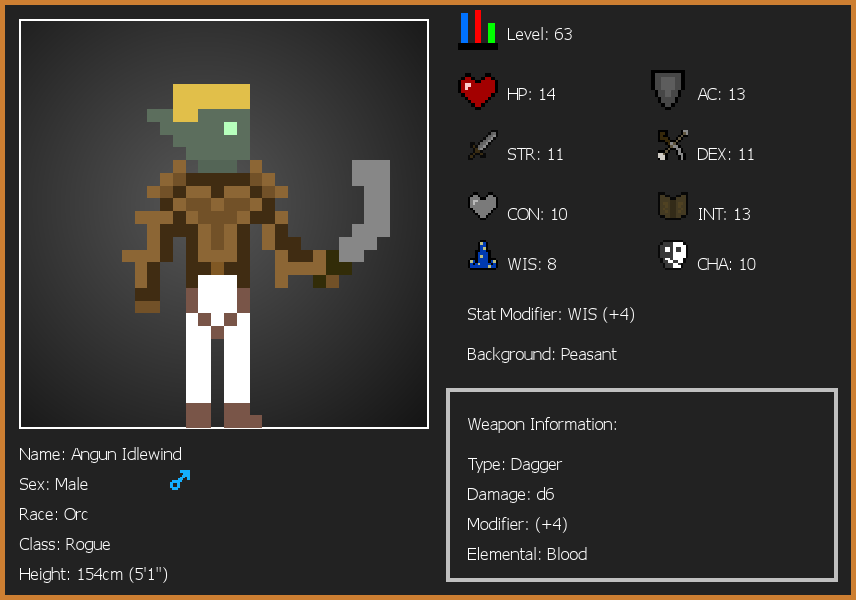 Level: 63
HP: 14
AC: 13
STR: 11
DEX: 11
CON: 10
INT: 13
WIS: 8
CHA: 10
Stat Modifier: WIS (+4)
Background: Peasant
Weapon Information:
Type: Dagger
Damage: d6
Modifier: (+4)
Elemental: Blood
Name: Angun Idlewind
Sex: Male
Race: Orc
Class: Rogue
Height: 154cm (5'1")